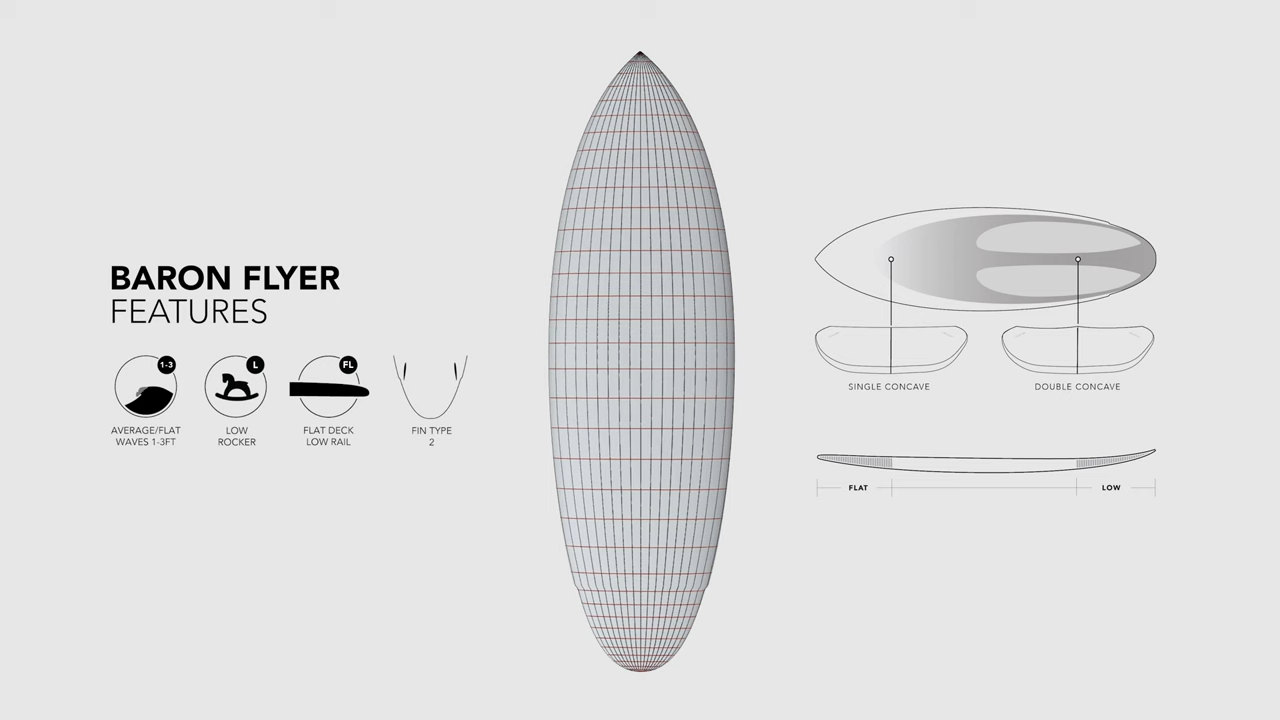 BARON FLYER
FEATURES
1-3
L
FL
AVERAGE/FLAT
WAVES 1-3FT
LOW
ROCKER
FLAT DECK
LOW RAIL
FIN TYPE
2
SINGLE CONCAVE
DOUBLE CONCAVE
FLAT
LOW